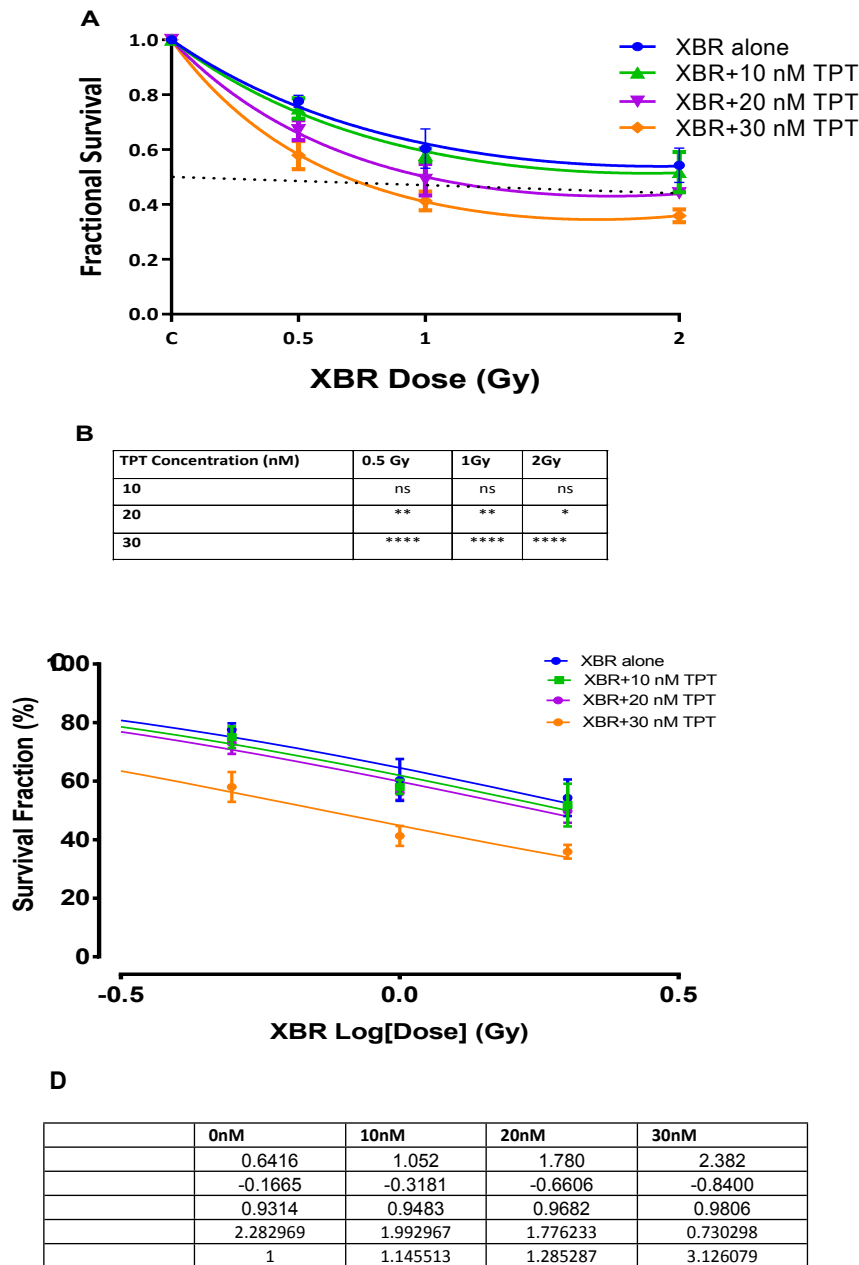 A
1.0
0.8
0.6
0.4
0.2
0.0
Fractional Survival
XBR alone
XBR+10 nM TPT
XBR+20 nM TPT
XBR+30 nM TPT
C 0.5 1 2
XBR Dose (Gy)
B
TPT Concentration (nM) 0.5 Gy 1Gy 2Gy
10 ns ns ns
20 ** ** *
30 **** **** ****
C
100
80
60
40
20
0
Survival Fraction (%)
XBR alone
XBR+10 nM TPT
XBR+20 nM TPT
XBR+30 nM TPT
-0.5 0.0 0.5
XBR Log[Dose] (Gy)
D
0nM 10nM 20nM 30nM
0.6416 1.052 1.780 2.382
-0.1665 -0.3181 -0.6606 -0.8400
0.9314 0.9483 0.9682 0.9806
2.282969 1.992967 1.776233 0.730298
1 1.145513 1.285287 3.126079